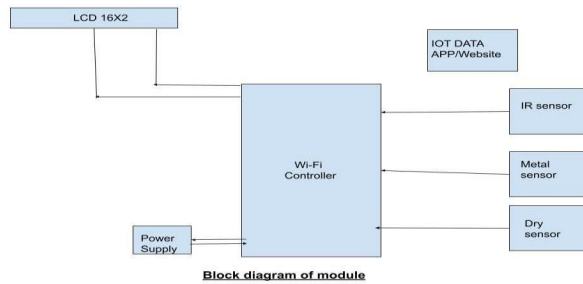 LCD 16X2
IOT DATA
APP/Website
IR sensor
Wi-Fi
Controller
Metal
sensor
Dry
sensor
Power
Supply
Block diagram of module